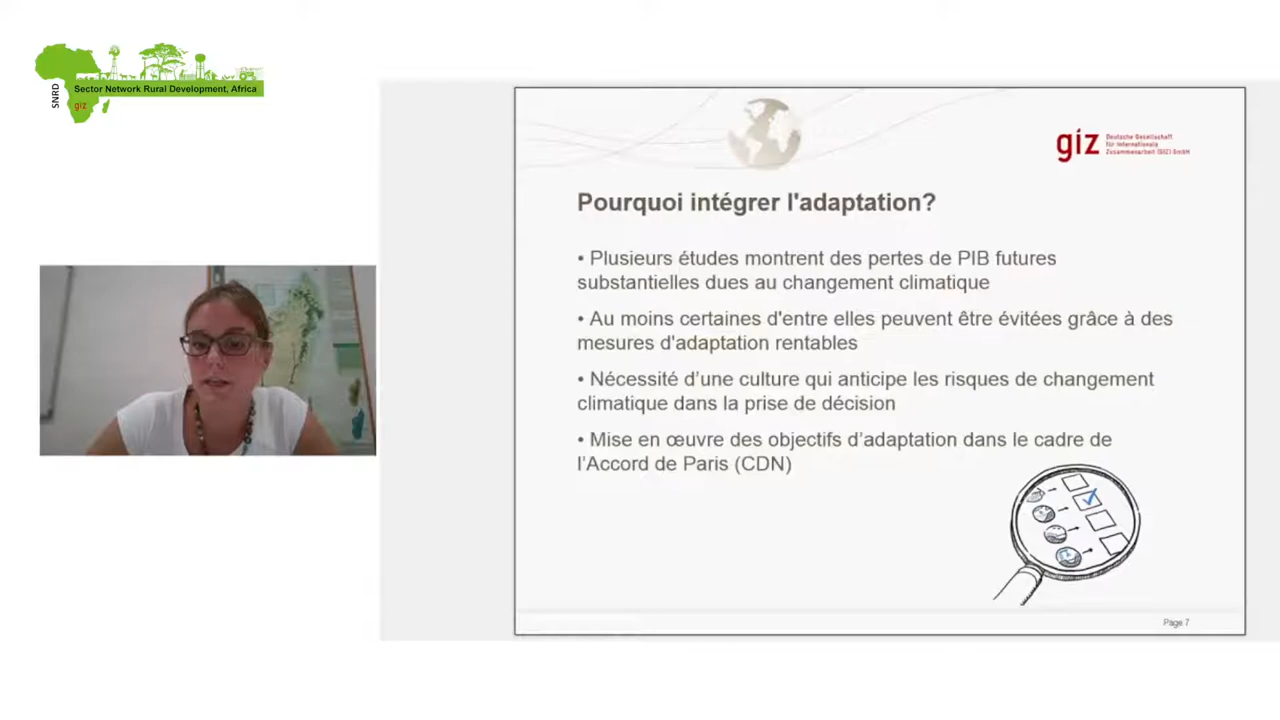 SNRD
Sector Network Rural Development, Africa
giz
giz
Deutsche Gesellschaft
für Internationale
Zusammenarbeit (GIZ) GmbH
Pourquoi intégrer l'adaptation?
• Plusieurs études montrent des pertes de PIB futures
substantielles dues au changement climatique
• Au moins certaines d'entre elles peuvent être évitées grâce à des
mesures d'adaptation rentables
• Nécessité d’une culture qui anticipe les risques de changement
climatique dans la prise de décision
• Mise en œuvre des objectifs d’adaptation dans le cadre de
l’Accord de Paris (CDN)
Page 7